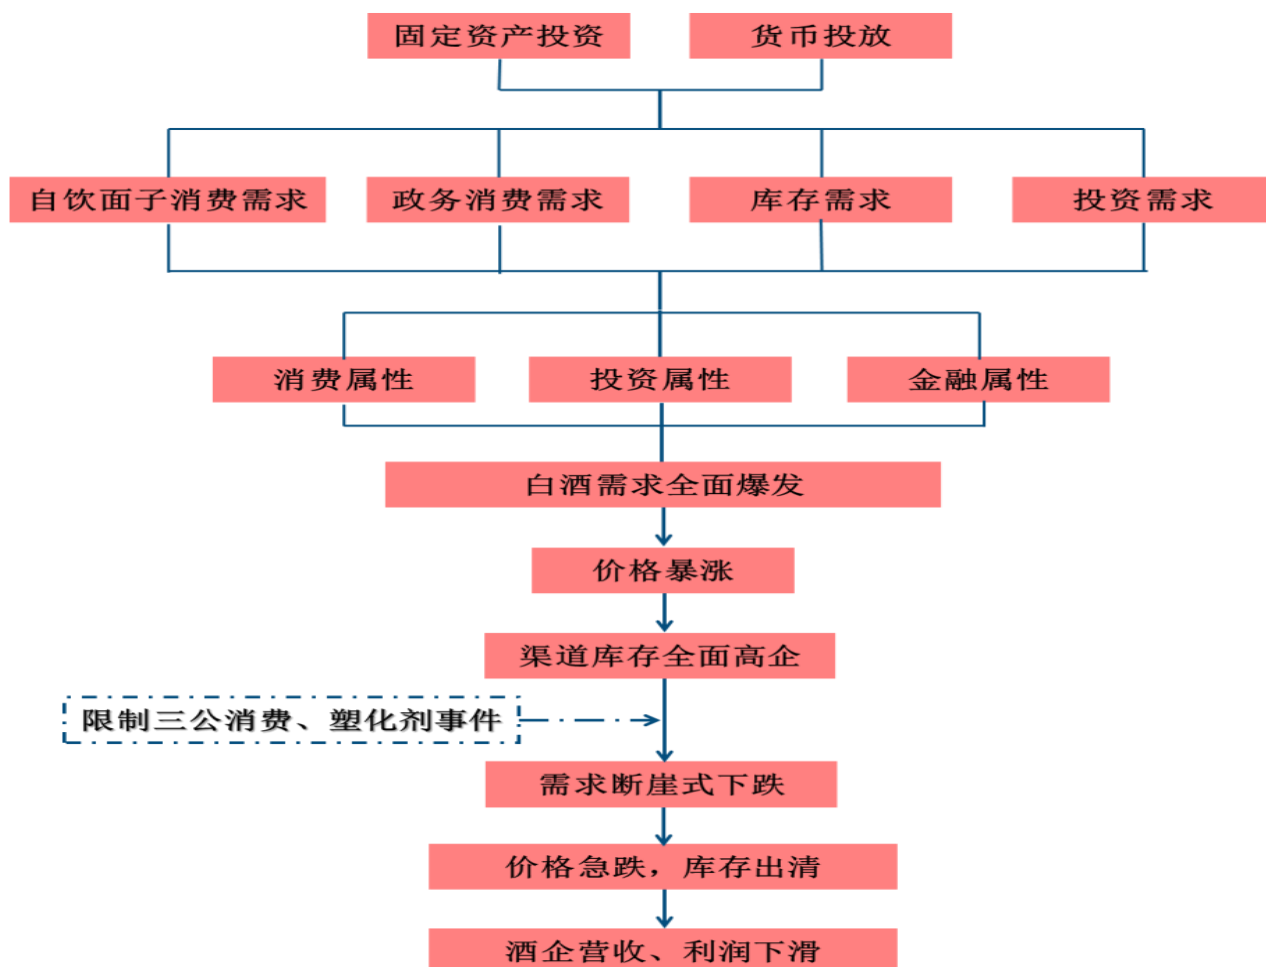 固定资产投资
货币投放
自饮面子消费需求
政务消费需求
库存需求
投资需求
消费属性
投资属性
金融属性
白酒需求全面爆发
价格暴涨
渠道库存全面高企
限制三公消费、塑化剂事件
需求断崖式下跌
价格急跌，库存出清
酒企营收、利润下滑